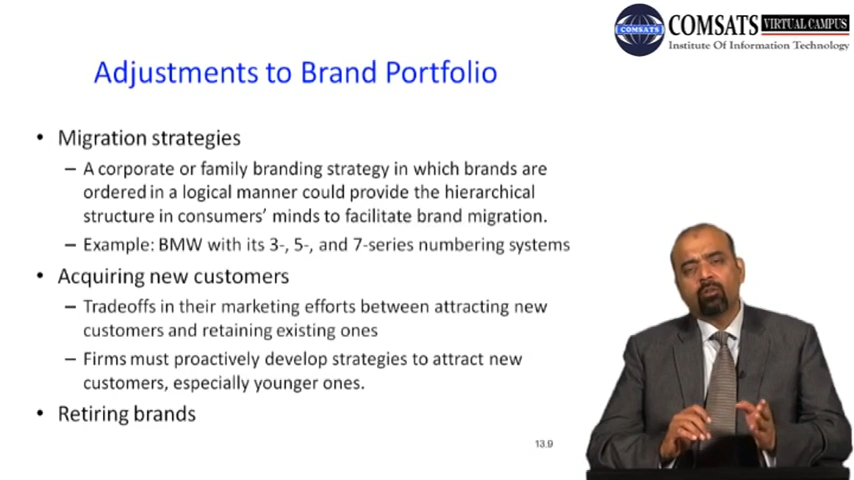 COMSATS
COMSATS VIRTUAL CAMPUS
Institute Of Information Technology
Adjustments to Brand Portfolio
• Migration strategies
– A corporate or family branding strategy in which brands are
ordered in a logical manner could provide the hierarchical
structure in consumers’ minds to facilitate brand migration.
– Example: BMW with its 3-, 5-, and 7-series numbering systems
• Acquiring new customers
– Tradeoffs in their marketing efforts between attracting new
customers and retaining existing ones
– Firms must proactively develop strategies to attract new
customers, especially younger ones.
• Retiring brands
13.9